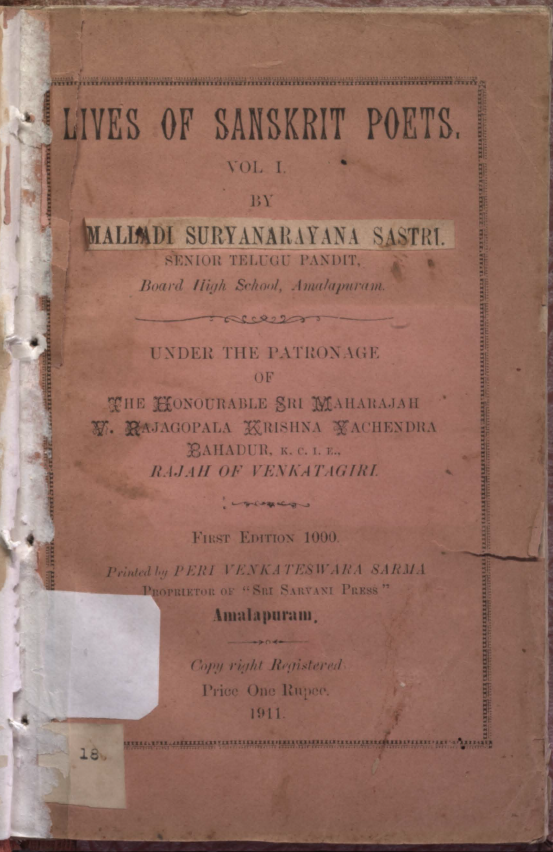 LIVES OF SANSKRIT POETS.
VOL I.
BY
MALLADI SURYANARAYANA SASTRI.
SENIOR TELUGU PANDIT,
Board High School, Amalapuram.
UNDER THE PATRONAGE
OF
THE HONOURABLE SRI MAHARAJAH
V. RAJAGOPALA KRISHNA YACHENDRA
BAHADUR, K. C. I. E.,
RAJAH OF VENKATAGIRI.
FIRST EDITION 1000.
Printed by PERI VENKATESWARA SARMA
PROPRIETOR OF "SRI SARVANI PRESS"
Amalapuram.
Copy right Registered.
Price One Rupee.
1911.
18